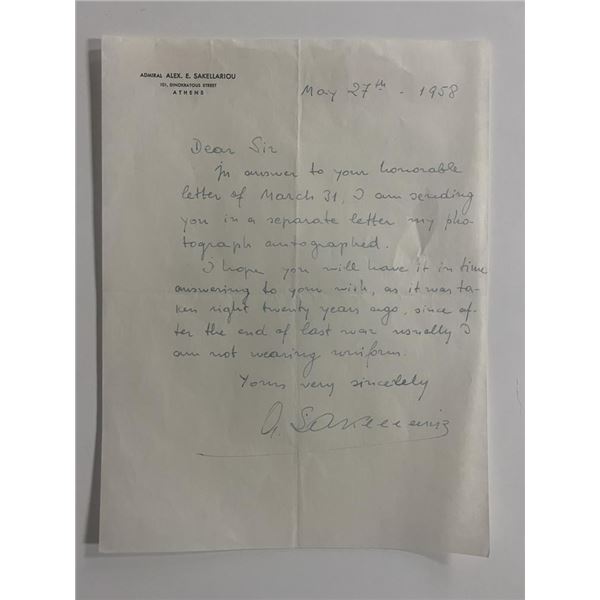 ADMIRAL ALEX. E. SAKELLARIOU
101, DINOKRATOUS STREET
ATHENS
May 27th - 1958
Dear Sir
In answer to your honorable
letter of March 31, I am sending
you in a separate letter my pho-
tograph autographed.
I hope you will have it in time
answering to your wish, as it was ta-
ken right twenty years ago, since af-
ter the end of last war usually I
am not wearing uniform.
Yours very sincerely
A. Sakellariou